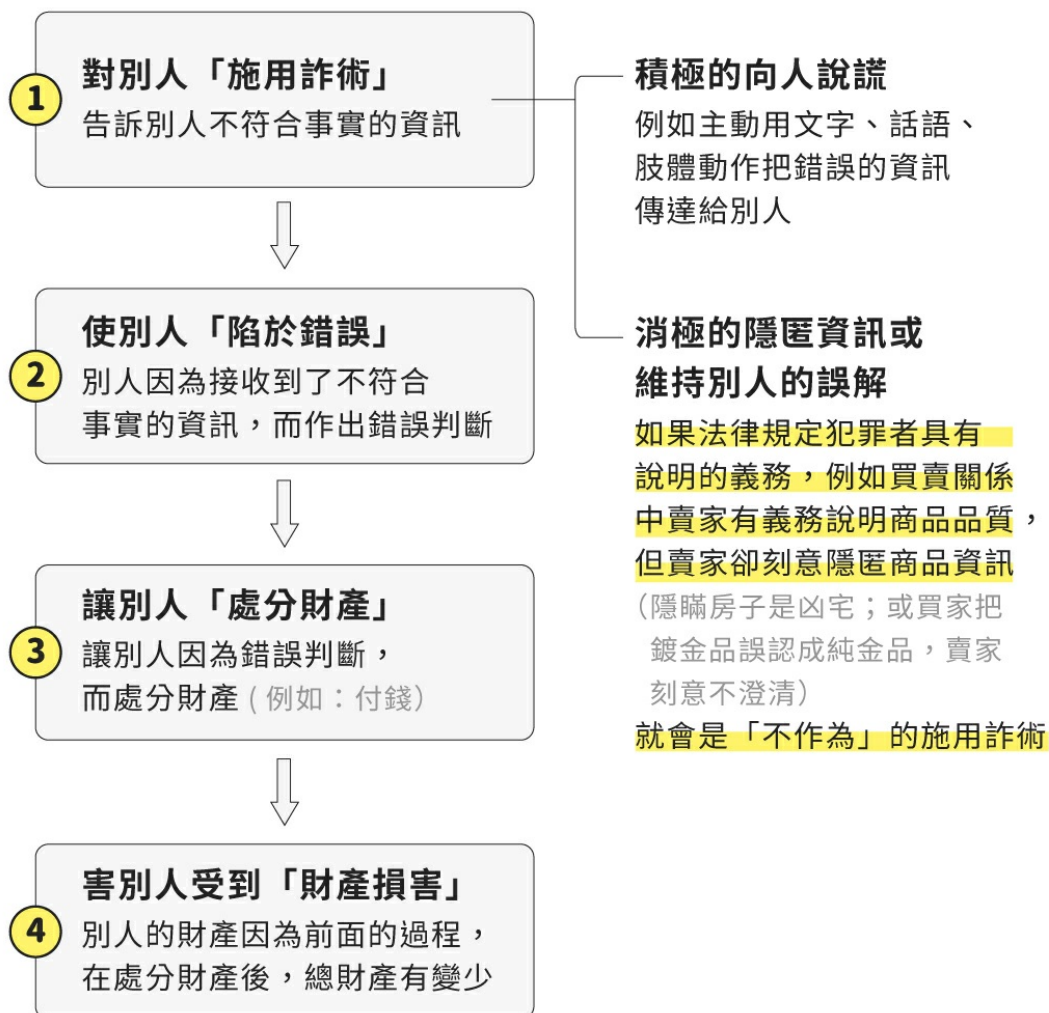 1
對別人「施用詐術」
告訴別人不符合事實的資訊
積極的向人說謊
例如主動用文字、話語、
肢體動作把錯誤的資訊
傳達給別人
2
使別人「陷於錯誤」
別人因為接收到了不符合
事實的資訊，而作出錯誤判斷
消極的隱匿資訊或
維持別人的誤解
如果法律規定犯罪者具有
說明的義務，例如買賣關係
中賣家有義務說明商品品質，
但賣家卻刻意隱匿商品資訊
（隱瞞房子是凶宅；或買家把
鍍金品誤認成純金品，賣家
刻意不澄清）
就會是「不作為」的施用詐術
3
讓別人「處分財產」
讓別人因為錯誤判斷，
而處分財產 ( 例如：付錢）
4
害別人受到「財產損害」
別人的財產因為前面的過程，
在處分財產後，總財產有變少